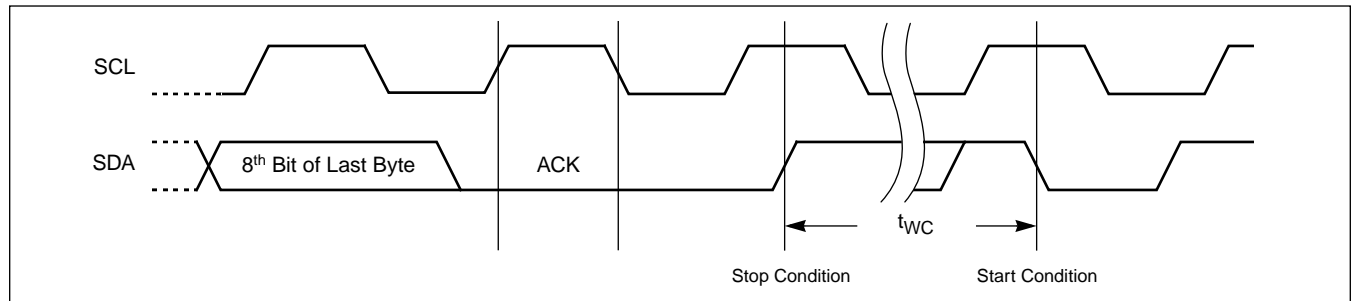 SCL
SDA
8th Bit of Last Byte
ACK
tWC
Stop Condition
Start Condition